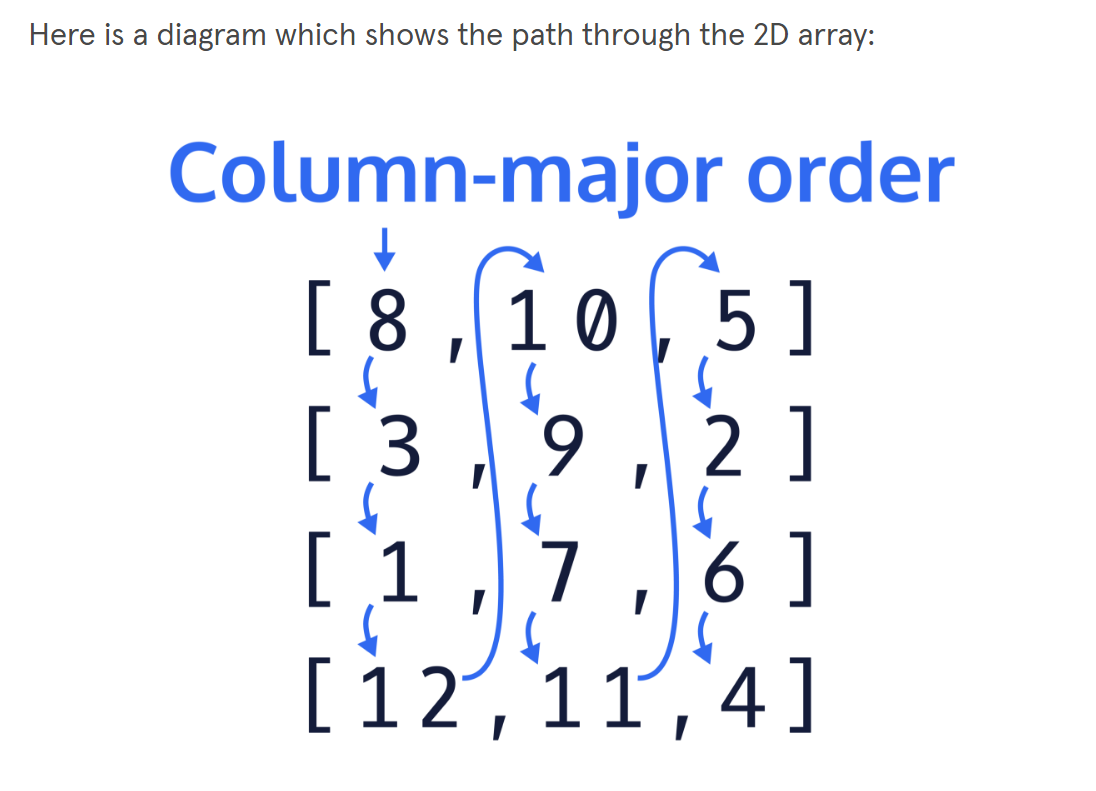 Here is a diagram which shows the path through the 2D array:
Column-major order
[ 8 , 10 , 5 ]
[ 3 , 9 , 2 ]
[ 1 , 7 , 6 ]
[ 12 , 11 , 4 ]